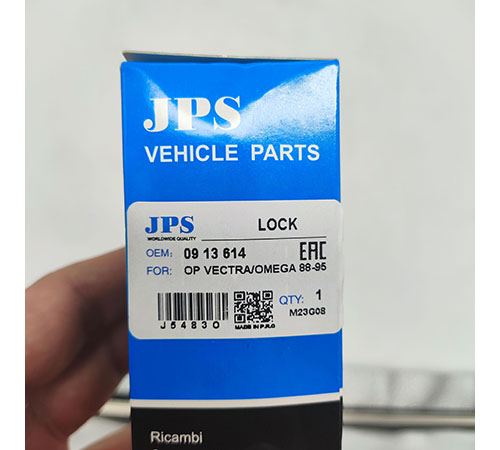 JPS
VEHICLE PARTS
JPS LOCK
WORLDWIDE QUALITY
OEM: 09 13 614 EAC
FOR: OP VECTRA/OMEGA 88-95
QTY: 1
M23G08
J54830
MADE IN P.R.C
Ricambi